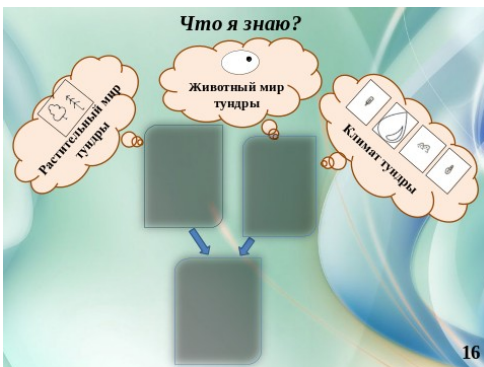 Что я знаю?
Растительный мир
тундры
Животный мир
тундры
Климат тундры
16